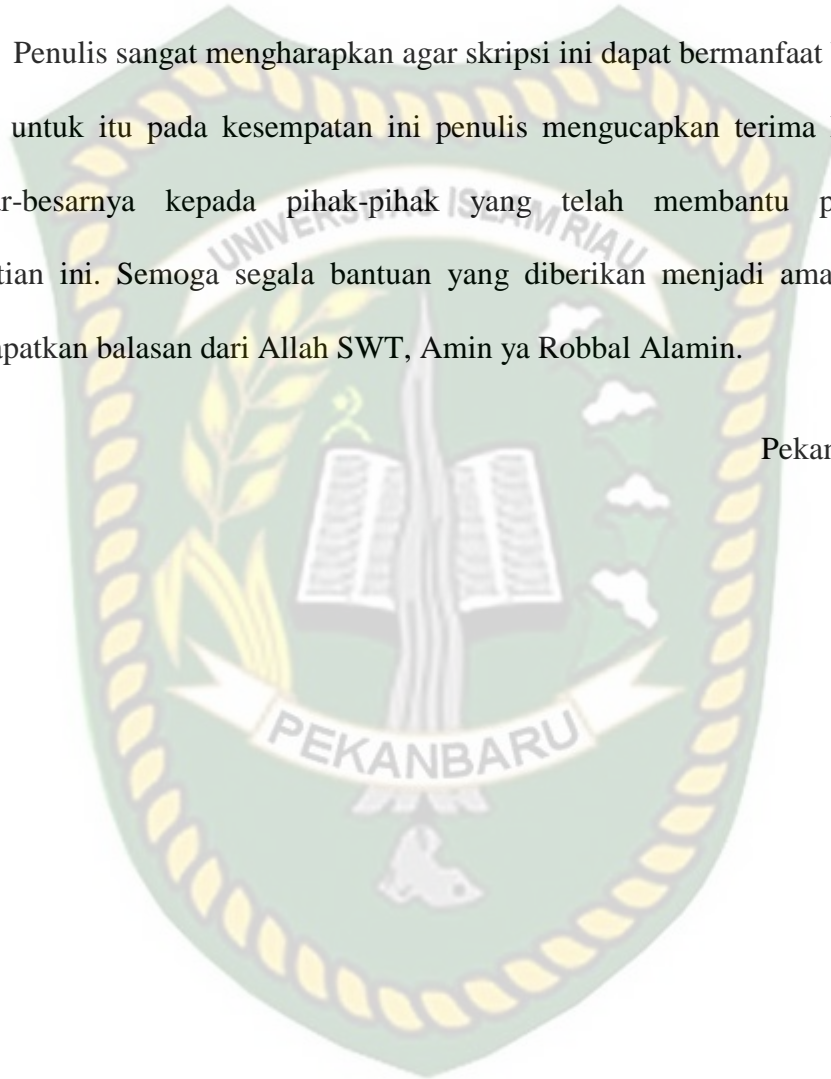 Penulis sangat mengharapkan agar skripsi ini dapat bermanfaat
untuk itu pada kesempatan ini penulis mengucapkan terima
r-besarnya kepada pihak-pihak yang telah membantu p
tian ini. Semoga segala bantuan yang diberikan menjadi ama
apatkan balasan dari Allah SWT, Amin ya Robbal Alamin.
Pekan
UNIVERSITAS ISLAM RIAU
PEKANBARU